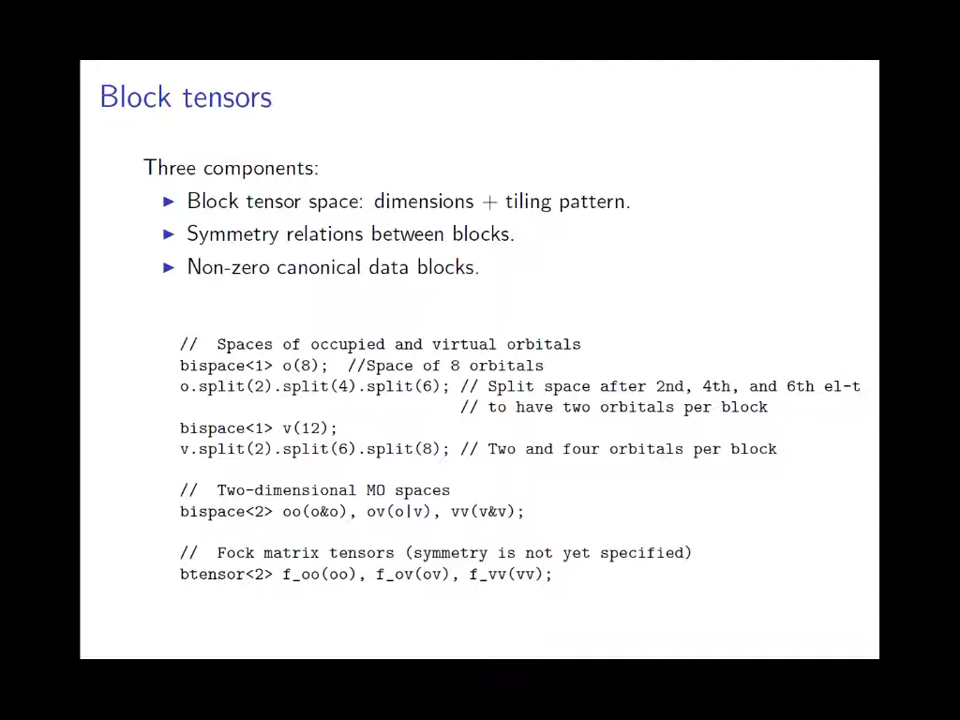 Block tensors
Three components:
▶ Block tensor space: dimensions + tiling pattern.
▶ Symmetry relations between blocks.
▶ Non-zero canonical data blocks.
//  Spaces of occupied and virtual orbitals
bispace<1> o(8);  //Space of 8 orbitals
o.split(2).split(4).split(6); // Split space after 2nd, 4th, and 6th el-t
// to have two orbitals per block
bispace<1> v(12);
v.split(2).split(6).split(8); // Two and four orbitals per block
//  Two-dimensional MO spaces
bispace<2> oo(o&o), ov(o|v), vv(v&v);
//  Fock matrix tensors (symmetry is not yet specified)
btensor<2> f_oo(oo), f_ov(ov), f_vv(vv);